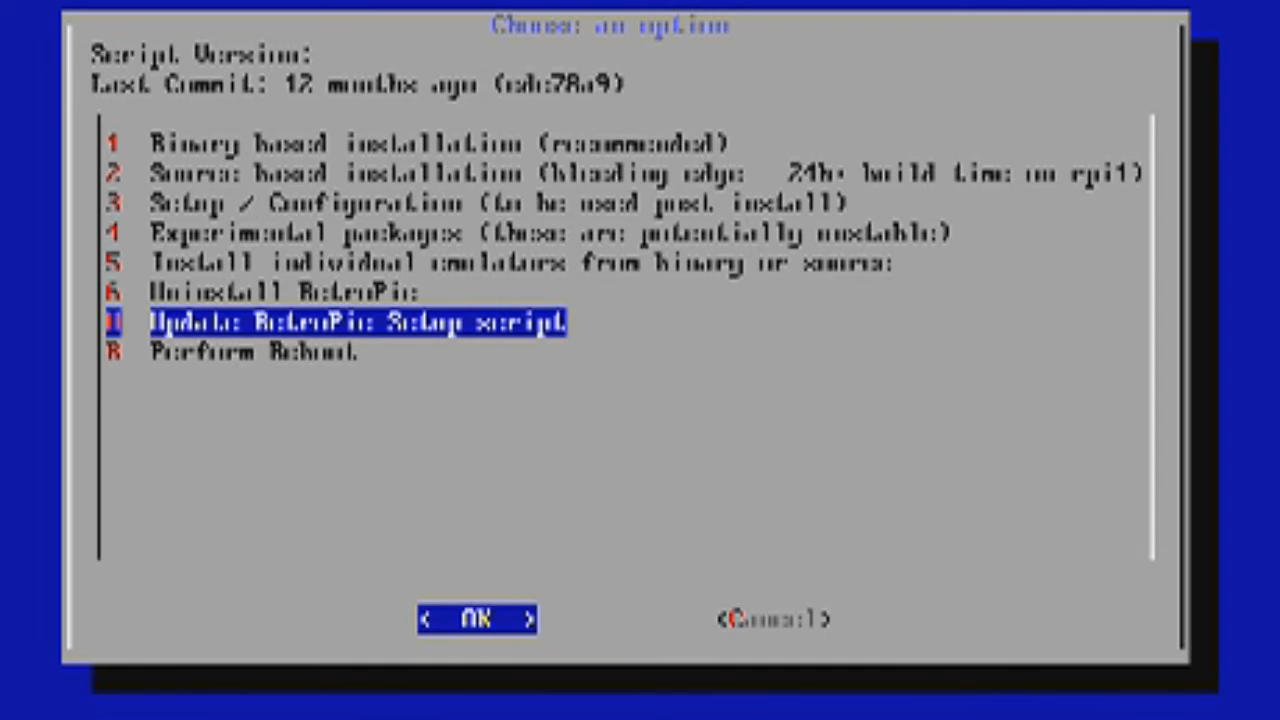 Choose an option
Script Version:
Last Commit: 12 months ago
1 Binary based installation (recommended)
2 Source based installation (bleeding edge 24h+ build time on rpi1)
3 Setup / Configuration (to be used post install)
4 Experimental packages (these are potentially unstable)
5 Install individual emulators from binary or source
6 Uninstall RetroPie
U Update RetroPie Setup script
R Perform Reboot
< OK > <Cancel>